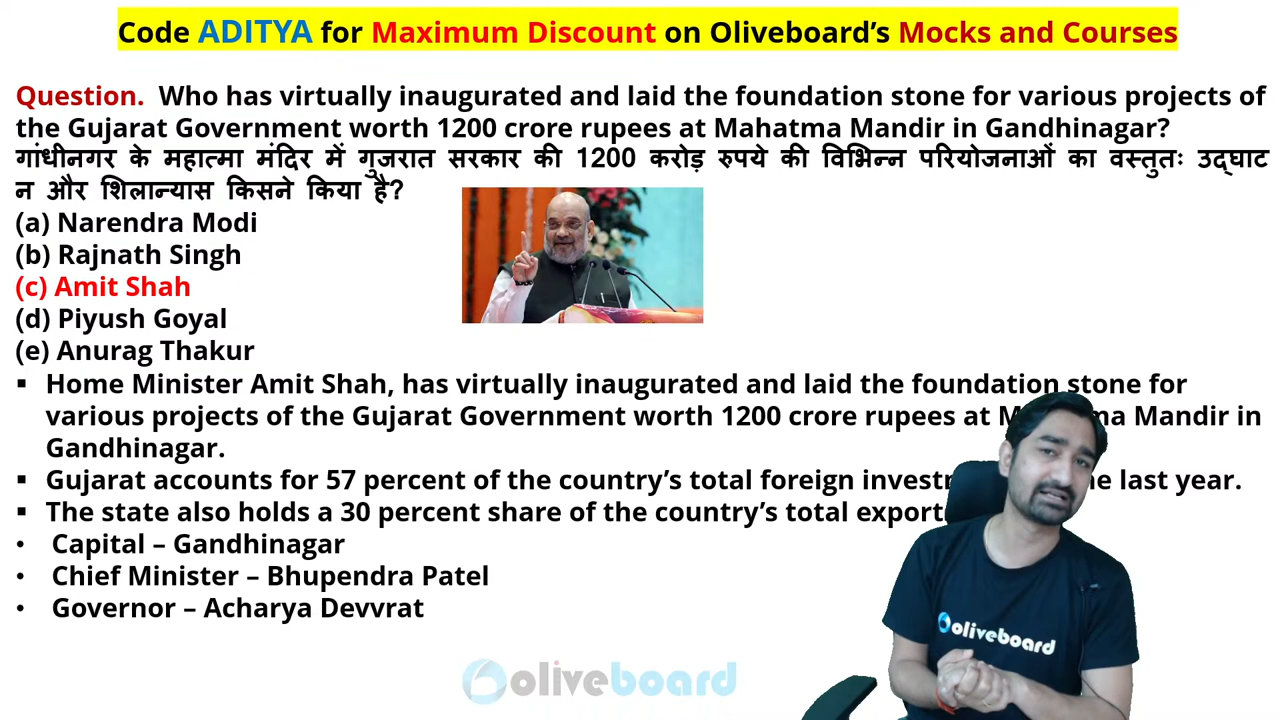 Code ADITYA for Maximum Discount on Oliveboard’s Mocks and Courses
Question. Who has virtually inaugurated and laid the foundation stone for various projects of
the Gujarat Government worth 1200 crore rupees at Mahatma Mandir in Gandhinagar?
गांधीनगर के महात्मा मंदिर में गुजरात सरकार की 1200 करोड़ रुपये की विभिन्न परियोजनाओं का वस्तुतः उद्घाट
न और शिलान्यास किसने किया है?
(a) Narendra Modi
(b) Rajnath Singh
(c) Amit Shah
(d) Piyush Goyal
(e) Anurag Thakur
▪ Home Minister Amit Shah, has virtually inaugurated and laid the foundation stone for
various projects of the Gujarat Government worth 1200 crore rupees at Mandir in
Gandhinagar.
▪ Gujarat accounts for 57 percent of the country’s total foreign last year.
▪ The state also holds a 30 percent share of the country’s total
• Capital – Gandhinagar
• Chief Minister – Bhupendra Patel
• Governor – Acharya Devvrat
oliveboard
oliveboard